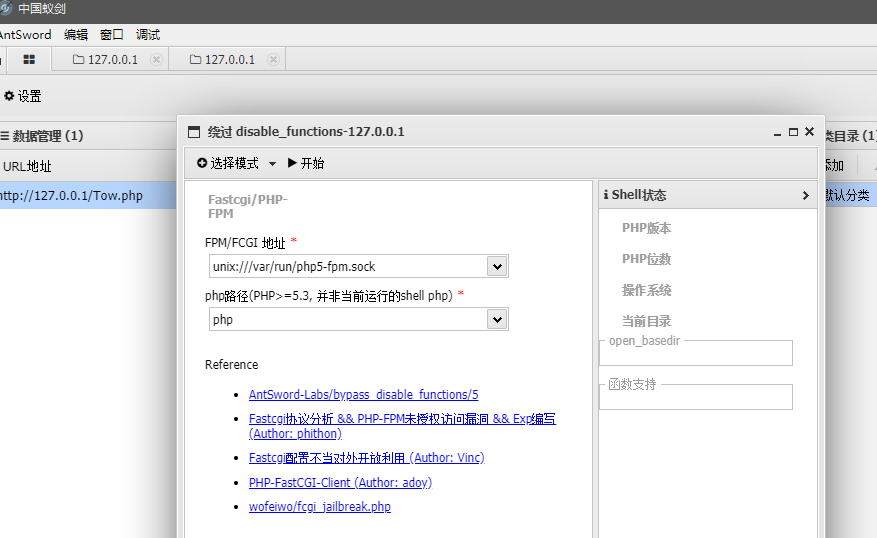 中国蚁剑
AntSword 编辑 窗口 调试
127.0.0.1 127.0.0.1
设置
绕过 disable_functions-127.0.0.1
数据管理 (1)
类目录 (1)
选择模式 开始
URL地址
添加
http://127.0.0.1/Tow.php
默认分类
Fastcgi/PHP-
FPM
Shell状态
FPM/FCGI 地址 *
unix:///var/run/php5-fpm.sock
php路径(PHP>=5.3, 并非当前运行的shell php) *
php
PHP版本
PHP位数
操作系统
当前目录
open_basedir
函数支持
Reference
AntSword-Labs/bypass_disable_functions/5
Fastcgi协议分析 && PHP-FPM未授权访问漏洞 && Exp编写
(Author: phithon)
Fastcgi配置不当对外开放利用 (Author: Vinc)
PHP-FastCGI-Client (Author: adoy)
wofeiwo/fcgi_jailbreak.php